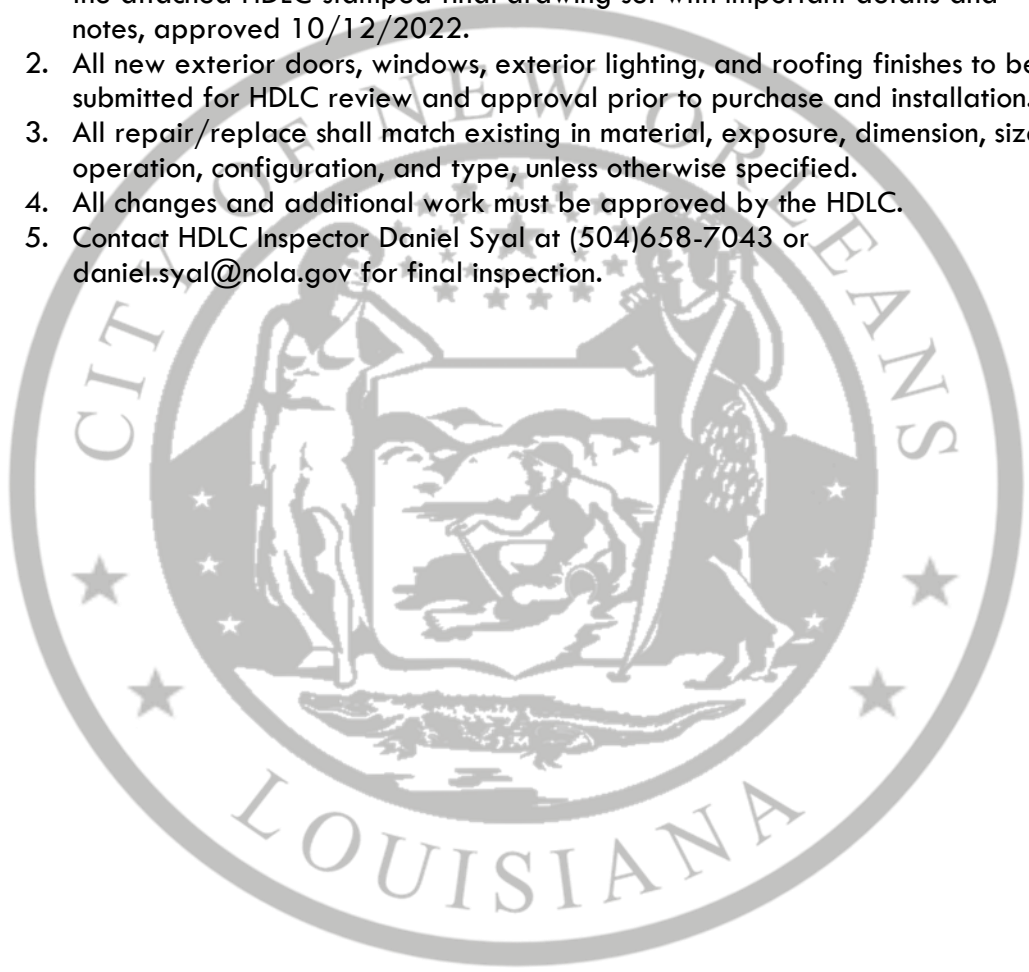 notes, approved 10/12/2022.
2. All new exterior doors, windows, exterior lighting, and roofing finishes to be
submitted for HDLC review and approval prior to purchase and installation.
3. All repair/replace shall match existing in material, exposure, dimension, size
operation, configuration, and type, unless otherwise specified.
4. All changes and additional work must be approved by the HDLC.
5. Contact HDLC Inspector Daniel Syal at (504)658-7043 or
daniel.syal@nola.gov for final inspection.
CITY OF NEW ORLEANS
LOUISIANA